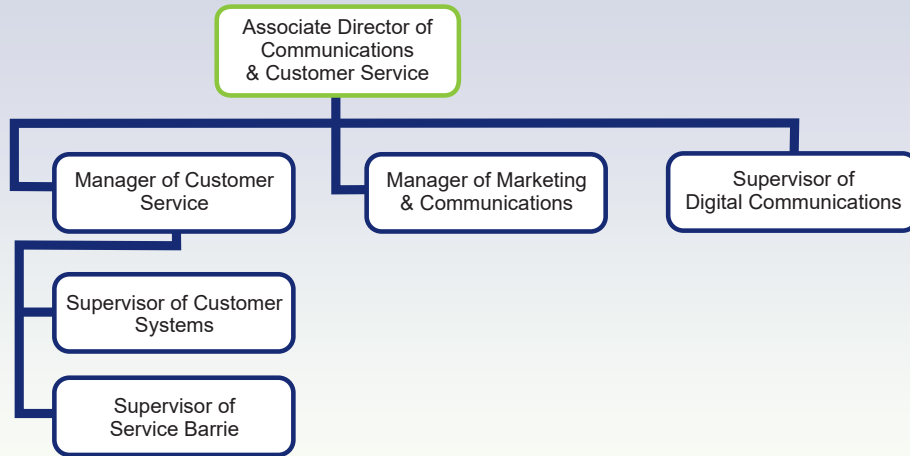 Associate Director of
Communications
& Customer Service
Manager of Customer
Service
Manager of Marketing
& Communications
Supervisor of
Digital Communications
Supervisor of Customer
Systems
Supervisor of
Service Barrie